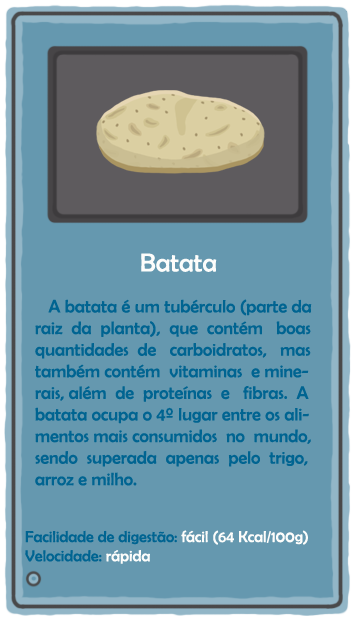 Batata
A batata é um tubérculo (parte da
raiz da planta), que contém boas
quantidades de carboidratos, mas
também contém vitaminas e mine-
rais, além de proteínas e fibras. A
batata ocupa o 4º lugar entre os ali-
mentos mais consumidos no mundo,
sendo superada apenas pelo trigo,
arroz e milho.
Facilidade de digestão: fácil (64 Kcal/100g)
Velocidade: rápida